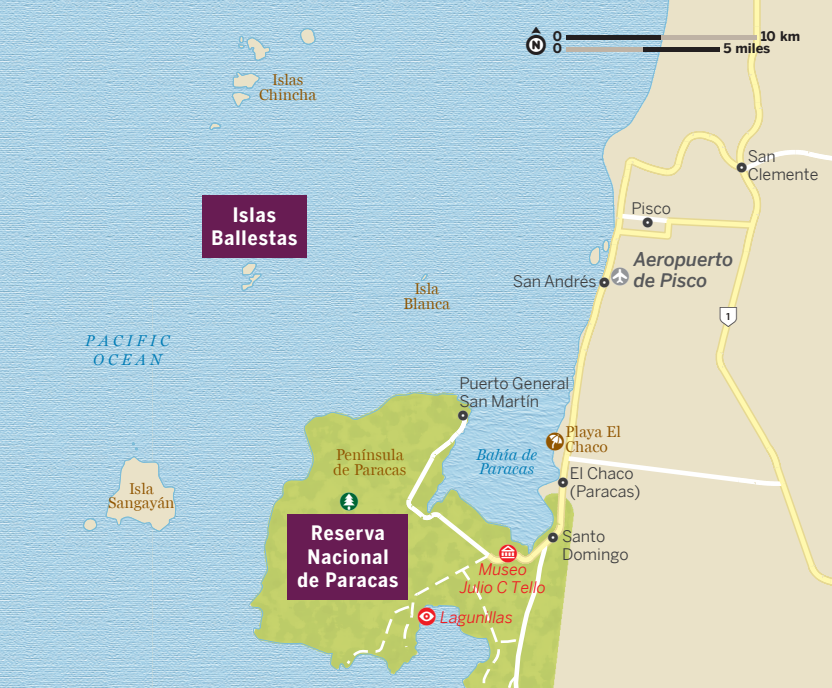 0 10 km
N
0 5 miles
Islas
Chincha
San
Clemente
Islas
Ballestas
Pisco
Aeropuerto
de Pisco
San Andrés
Isla
Blanca
1
PACIFIC
OCEAN
Puerto General
San Martín
Playa El
Chaco
Península
de Paracas
Bahía de
Paracas
El Chaco
(Paracas)
Isla
Sangayán
Reserva
Nacional
de Paracas
Santo
Domingo
Museo
Julio C Tello
Lagunillas